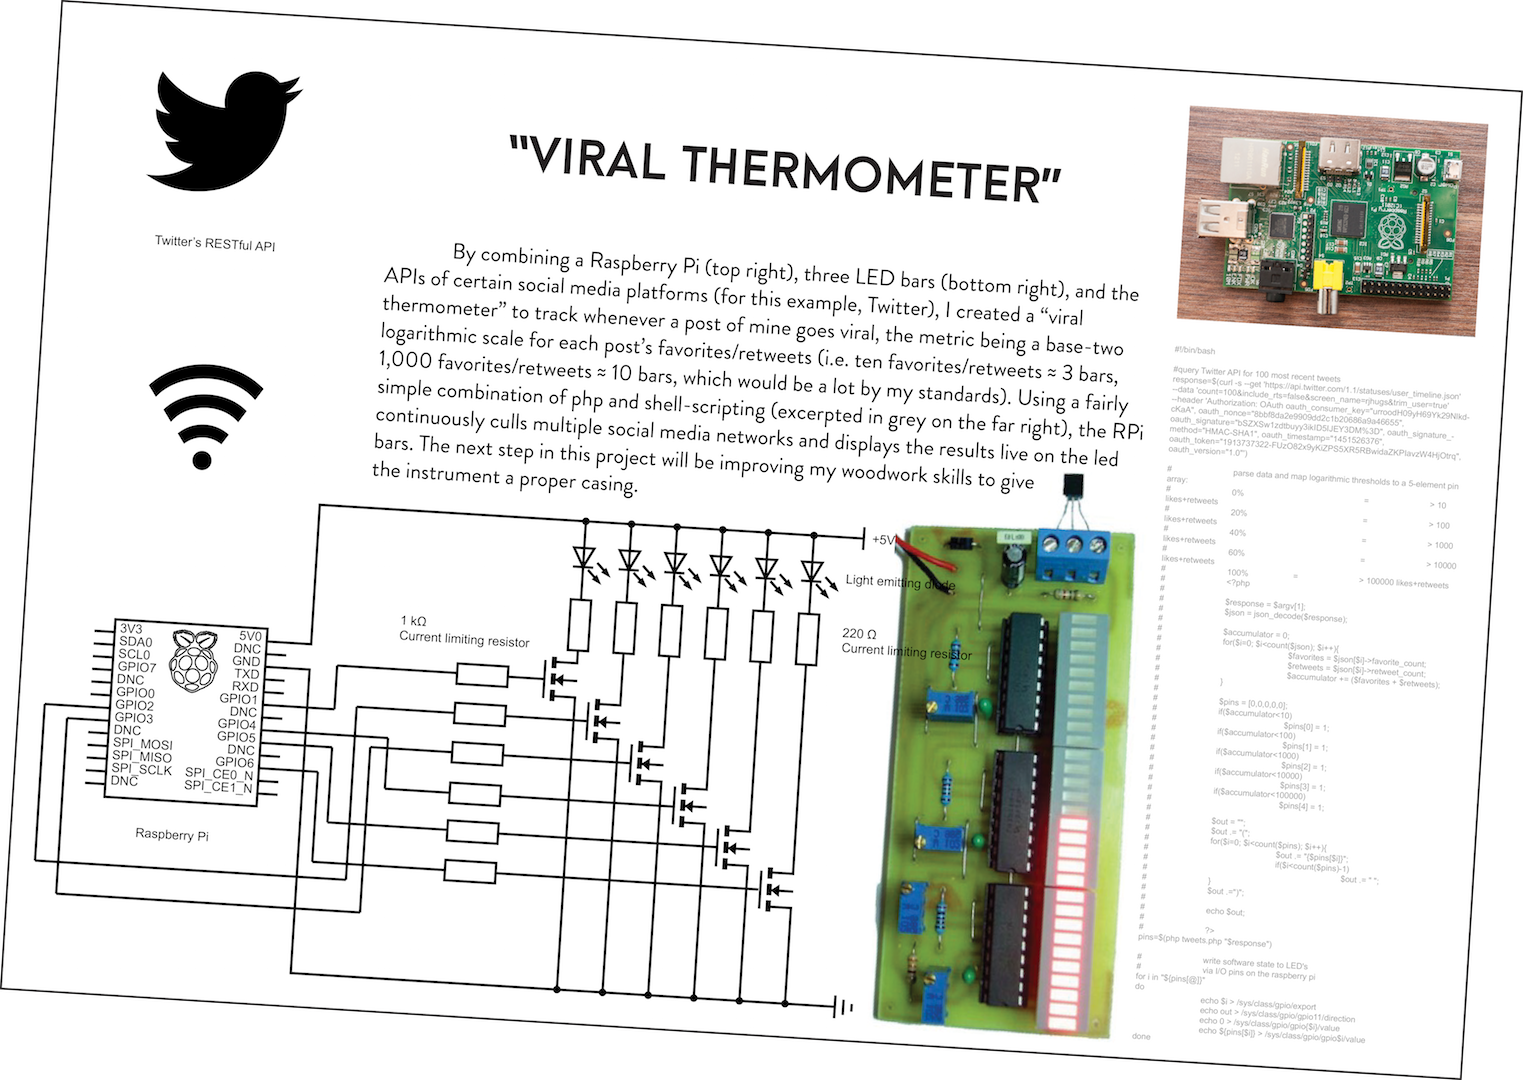 "VIRAL THERMOMETER"
Twitter's RESTful API
By combining a Raspberry Pi (top right), three LED bars (bottom right), and the
APIs of certain social media platforms (for this example, Twitter), I created a "viral
thermometer" to track whenever a post of mine goes viral, the metric being a base-two
logarithmic scale for each post's favorites/retweets (i.e. ten favorites/retweets ≈ 3 bars,
1,000 favorites/retweets ≈ 10 bars, which would be a lot by my standards). Using a fairly
simple combination of php and shell-scripting (excerpted in grey on the far right), the RPi
continuously culls multiple social media networks and displays the results live on the led
bars. The next step in this project will be improving my woodwork skills to give
the instrument a proper casing.
+5V
Light emitting diode
1 kΩ
Current limiting resistor
220 Ω
Current limiting resistor
3V3
SDA0
SCL0
GPIO7
DNC
GPIO0
GPIO2
GPIO3
DNC
SPI_MOSI
SPI_MISO
SPI_SCLK
DNC
5V0
DNC
GND
TXD
RXD
GPIO1
DNC
GPIO4
GPIO5
DNC
GPIO6
SPI_CE0_N
SPI_CE1_N
Raspberry Pi
#!/bin/bash
#query Twitter API for 100 most recent tweets
response=$(curl -s --get 'https://api.twitter.com/1.1/statuses/user_timeline.json'
--data 'count=100&include_rts=false&screen_name=rjhugs&trim_user=true'
--header 'Authorization: OAuth
method="HMAC-SHA1", oauth_timestamp="1451526376",
oauth_version="1.0"')
# parse data and map logarithmic thresholds to a 5-element pin
array:
# 0% = > 10
likes+retweets
# 20% = > 100
likes+retweets
# 40% = > 1000
likes+retweets
# 60% = > 10000
likes+retweets
# 100% = > 100000 likes+retweets
# <?php
#
# $response = $argv[1];
# $json = json_decode($response);
#
# $accumulator = 0;
# for($i=0; $i<count($json); $i++){
# $favorites = $json[$i]->favorite_count;
# $retweets = $json[$i]->retweet_count;
# $accumulator += ($favorites + $retweets);
# }
#
# $pins = [0,0,0,0,0];
# if($accumulator<10)
# $pins[0] = 1;
# if($accumulator<100)
# $pins[1] = 1;
# if($accumulator<1000)
# $pins[2] = 1;
# if($accumulator<10000)
# $pins[3] = 1;
# if($accumulator<100000)
# $pins[4] = 1;
#
# $out = "";
# $out .= "(";
# for($i=0; $i<count($pins); $i++){
# $out .= "{$pins[$i]}";
# if($i<count($pins)-1)
# $out .= " ";
# }
# $out .=")";
#
# echo $out;
#
# ?>
pins=$(php tweets.php "$response")
# write software state to LED's
# via I/O pins on the raspberry pi
for i in "${pins[@]}"
do
echo $i > /sys/class/gpio/export
echo out > /sys/class/gpio/gpio11/direction
echo 0 > /sys/class/gpio/gpio{$i}/value
echo ${pins[$i]} > /sys/class/gpio/gpio$i/value
done